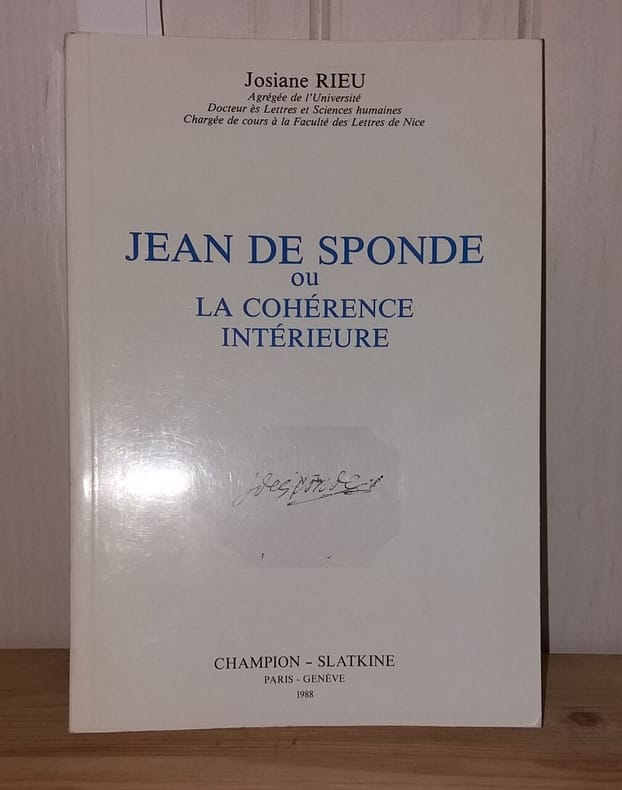 Josiane RIEU
Agrégée de l'Université
Docteur ès Lettres et Sciences humaines
Chargée de cours à la Faculté des Lettres de Nice
JEAN DE SPONDE
ou
LA COHÉRENCE
INTÉRIEURE
CHAMPION - SLATKINE
PARIS - GENÈVE
1988